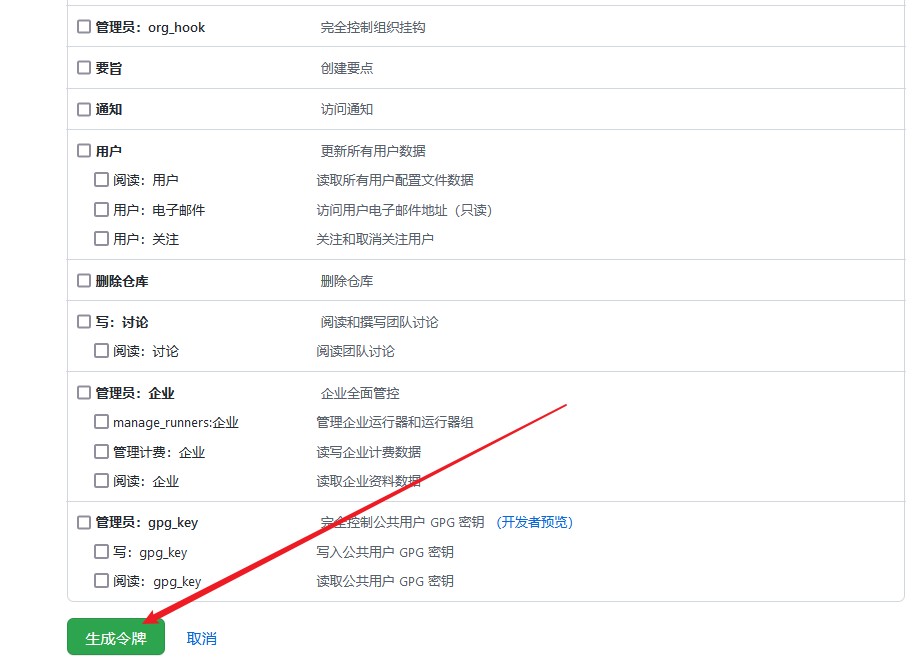 管理员：org_hook 完全控制组织挂钩
要旨 创建要点
通知 访问通知
用户 更新所有用户数据
阅读：用户 读取所有用户配置文件数据
用户：电子邮件 访问用户电子邮件地址（只读）
用户：关注 关注和取消关注用户
删除仓库 删除仓库
写：讨论 阅读和撰写团队讨论
阅读：讨论 阅读团队讨论
管理员：企业 企业全面管控
manage_runners:企业 管理企业运行器和运行器组
管理计费：企业 读写企业计费数据
阅读：企业 读取企业资料数据
管理员：gpg_key 完全控制公共用户 GPG 密钥 （开发者预览）
写：gpg_key 写入公共用户 GPG 密钥
阅读：gpg_key 读取公共用户 GPG 密钥
生成令牌 取消